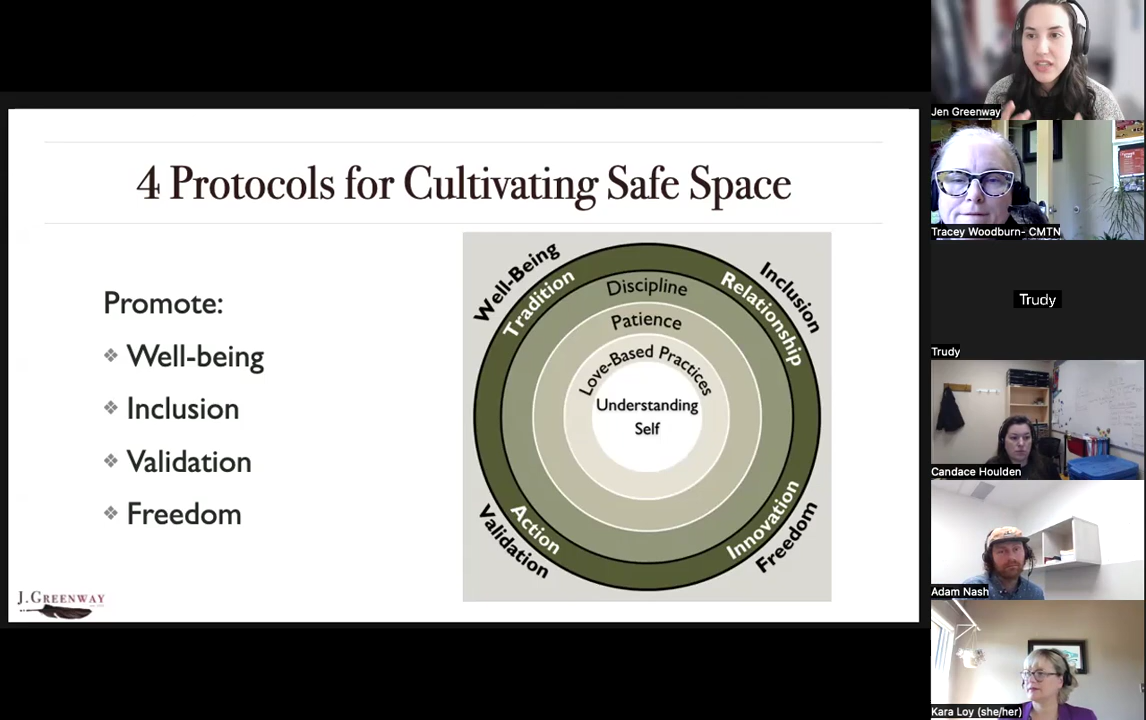 4 Protocols for Cultivating Safe Space
Promote:
❖ Well-being
❖ Inclusion
❖ Validation
❖ Freedom
Well-Being
Inclusion
Tradition
Relationship
Discipline
Patience
Love-Based Practices
Understanding
Self
Action
Innovation
Validation
Freedom
J. GREENWAY
Jen Greenway
Tracey Woodburn- CMTN
Trudy
Trudy
Candace Houlden
Adam Nash
Kara Loy (she/her)